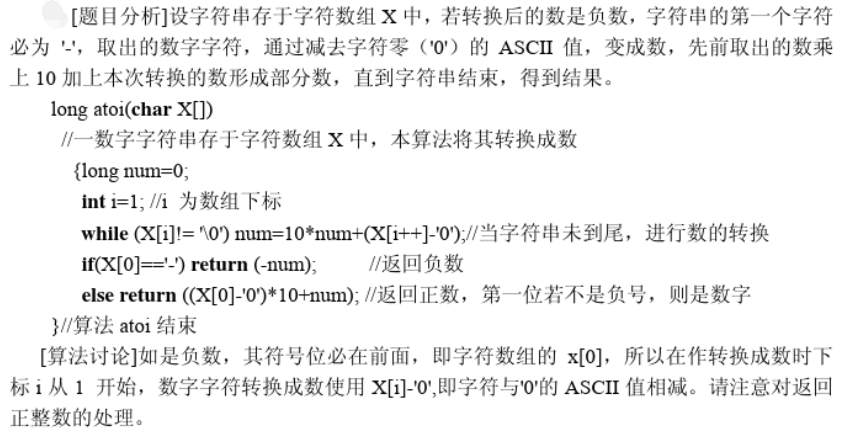 [题目分析]设字符串存于字符数组 X 中，若转换后的数是负数，字符串的第一个字符
必为 '-'，取出的数字字符，通过减去字符零（'0'）的 ASCII 值，变成数，先前取出的数乘
上 10 加上本次转换的数形成部分数，直到字符串结束，得到结果。
long atoi(char X[])
//一数字字符串存于字符数组 X 中，本算法将其转换成数
{long num=0;
int i=1; //i 为数组下标
while (X[i]!= '\0') num=10*num+(X[i++]-'0');//当字符串未到尾，进行数的转换
if(X[0]=='-') return (-num); //返回负数
else return ((X[0]-'0')*10+num); //返回正数，第一位若不是负号，则是数字
}//算法 atoi 结束
[算法讨论]如是负数，其符号位必在前面，即字符数组的 x[0]，所以在作转换成数时下
标 i 从 1 开始，数字字符转换成数使用 X[i]-'0',即字符与'0'的 ASCII 值相减。请注意对返回
正整数的处理。